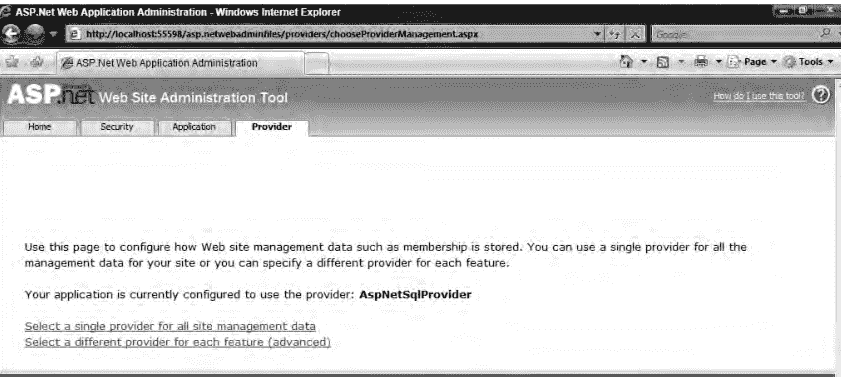 ASP.Net Web Application Administration - Windows Internet Explorer
http://localhost:55598/asp.netwebadminfiles/providers/chooseProviderManagement.aspx
Google
ASP.Net Web Application Administration
Page Tools
ASP.net Web Site Administration Tool
How do I use this tool? ?
Home Security Application Provider
Use this page to configure how Web site management data such as membership is stored. You can use a single provider for all the
management data for your site or you can specify a different provider for each feature.
Your application is currently configured to use the provider: AspNetSqlProvider
Select a single provider for all site management data
Select a different provider for each feature (advanced)